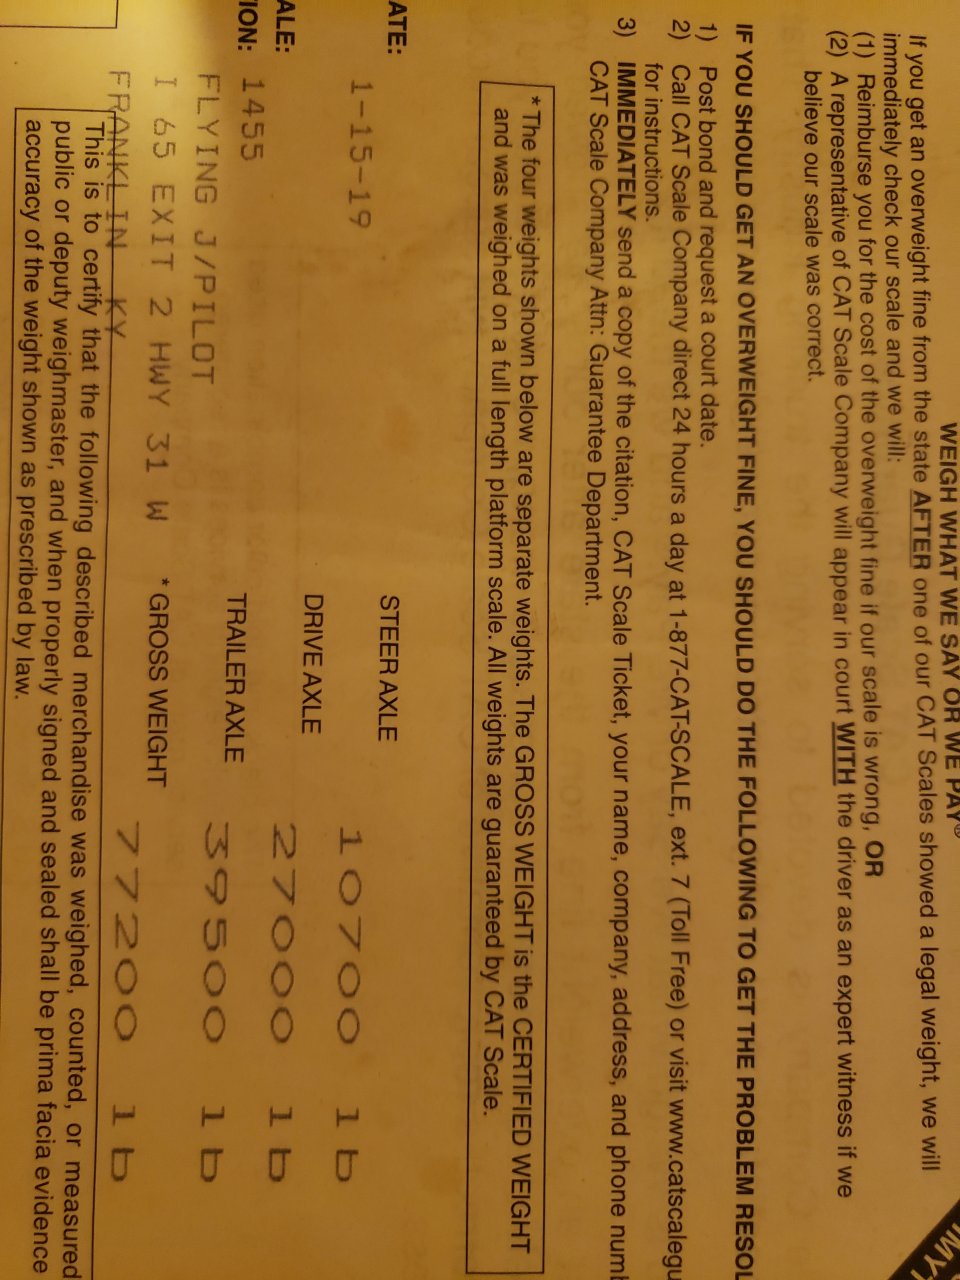 WEIGH WHAT WE SAY OR WE PAY®
If you get an overweight fine from the state AFTER one of our CAT Scales showed a legal weight, we will
immediately check our scale and we will:
(1) Reimburse you for the cost of the overweight fine if our scale is wrong, OR
(2) A representative of CAT Scale Company will appear in court WITH the driver as an expert witness if we
believe our scale was correct.
IF YOU SHOULD GET AN OVERWEIGHT FINE, YOU SHOULD DO THE FOLLOWING TO GET THE PROBLEM RESOL
1) Post bond and request a court date.
2) Call CAT Scale Company direct 24 hours a day at 1-877-CAT-SCALE, ext. 7 (Toll Free) or visit www.catscalegu
for instructions.
3) IMMEDIATELY send a copy of the citation, CAT Scale Ticket, your name, company, address, and phone numb
CAT Scale Company Attn: Guarantee Department.
*The four weights shown below are separate weights. The GROSS WEIGHT is the CERTIFIED WEIGHT
and was weighed on a full length platform scale. All weights are guaranteed by CAT Scale.
ATE: 1-15-19
STEER AXLE 10700 lb
ALE: 1455
DRIVE AXLE 27000 lb
ION: FLYING J/PILOT
TRAILER AXLE 39500 lb
I 65 EXIT 2 HWY 31 W
*GROSS WEIGHT 77200 lb
FRANKLIN KY
This is to certify that the following described merchandise was weighed, counted, or measured
public or deputy weighmaster, and when properly signed and sealed shall be prima facia evidence
accuracy of the weight shown as prescribed by law.